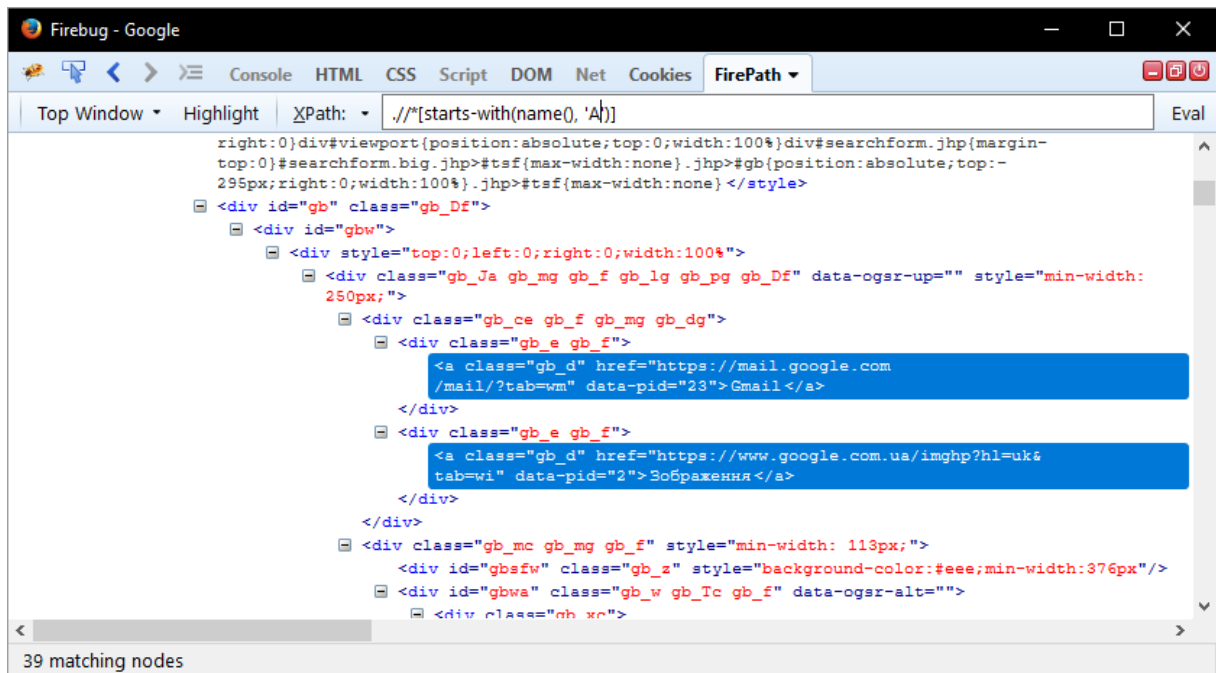 Firebug - Google
Console HTML CSS Script DOM Net Cookies FirePath
Top Window Highlight XPath: .//*[starts-with(name(), 'A')] Eval
right:0}div#viewport{position:absolute;top:0;width:100%}div#searchform.jhp{margin-
top:0}#searchform.big.jhp>#tsf{max-width:none}.jhp>#gb{position:absolute;top:-
295px;right:0;width:100%}.jhp>#tsf{max-width:none}</style>
<div id="gb" class="gb_Df">
<div id="gbw">
<div style="top:0;left:0;right:0;width:100%">
<div class="gb_Ja gb_mg gb_f gb_lg gb_pg gb_Df" data-ogsr-up="" style="min-width:
250px;">
<div class="gb_ce gb_f gb_mg gb_dg">
<div class="gb_e gb_f">
<a class="gb_d" href="https://mail.google.com
/mail/?tab=wm" data-pid="23">Gmail</a>
</div>
<div class="gb_e gb_f">
<a class="gb_d" href="https://www.google.com.ua/imghp?hl=uk&
tab=wi" data-pid="2">Зображення</a>
</div>
</div>
<div class="gb_mc gb_mg gb_f" style="min-width: 113px;">
<div id="gbsfw" class="gb_z" style="background-color:#eee;min-width:376px"/>
<div id="gbwa" class="gb_w gb_Tc gb_f" data-ogsr-alt="">
<div class="gb_xc">
39 matching nodes